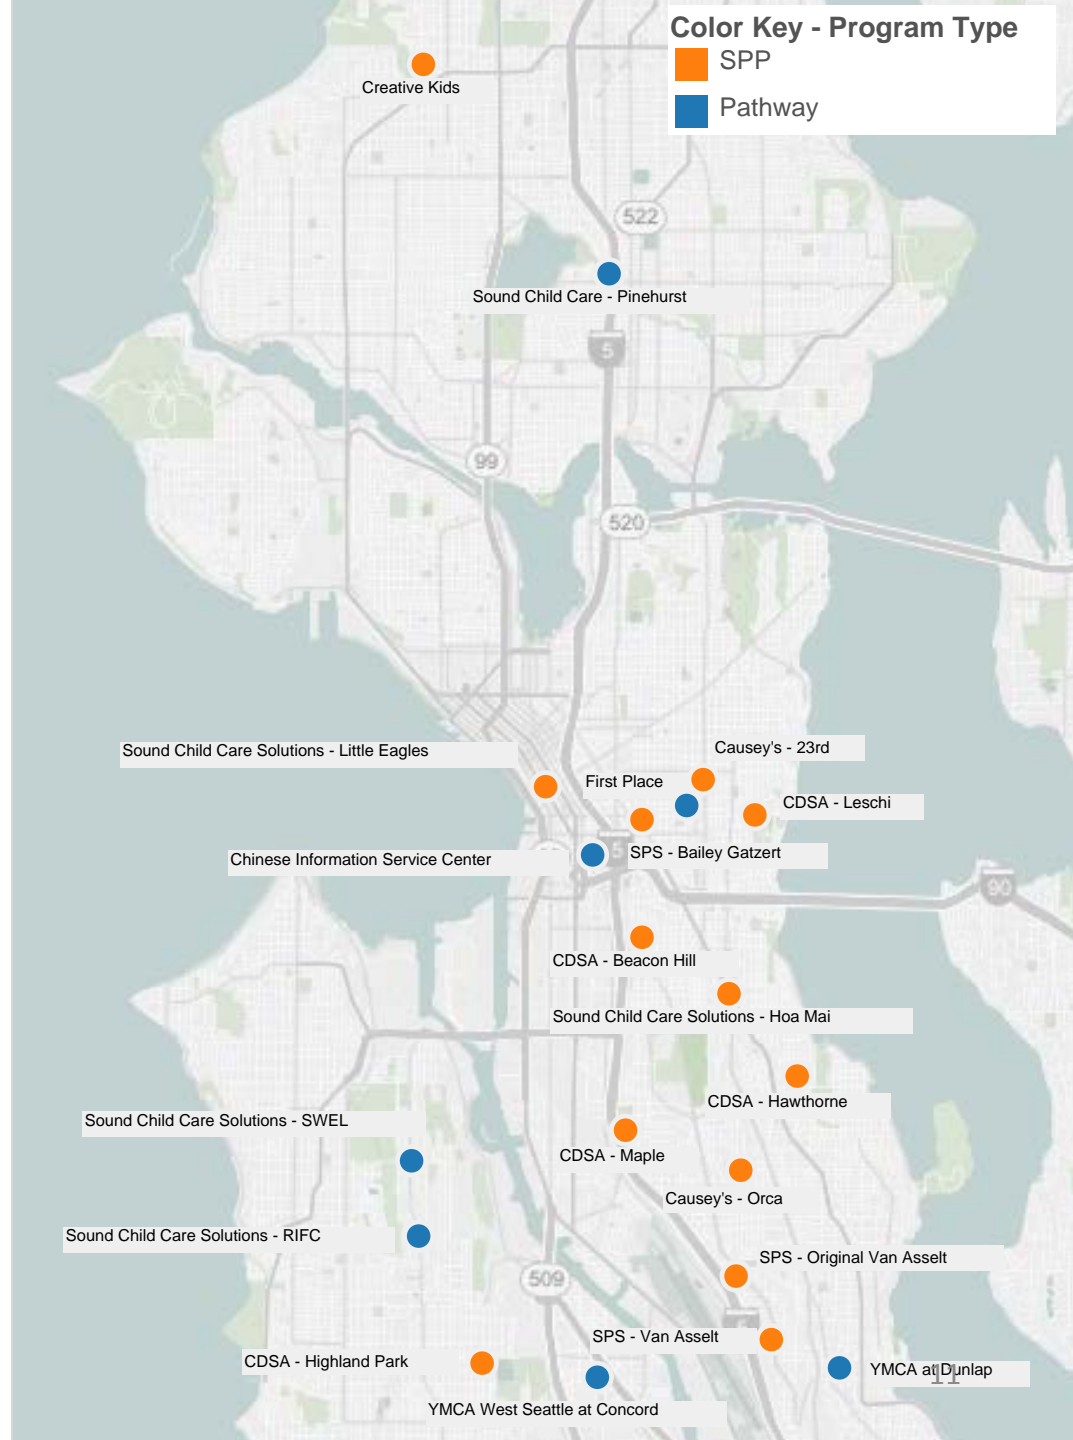 Color Key - Program Type
SPP
Pathway
Creative Kids
522
Sound Child Care - Pinehurst
5
99
520
Causey's - 23rd
Sound Child Care Solutions - Little Eagles
First Place
CDSA - Leschi
5
SPS - Bailey Gatzert
Chinese Information Service Center
90
CDSA - Beacon Hill
Sound Child Care Solutions - Hoa Mai
CDSA - Hawthorne
Sound Child Care Solutions - SWEL
CDSA - Maple
Causey's - Orca
Sound Child Care Solutions - RIFC
SPS - Original Van Asselt
509
SPS - Van Asselt
CDSA - Highland Park
YMCA at Dunlap
11
YMCA West Seattle at Concord